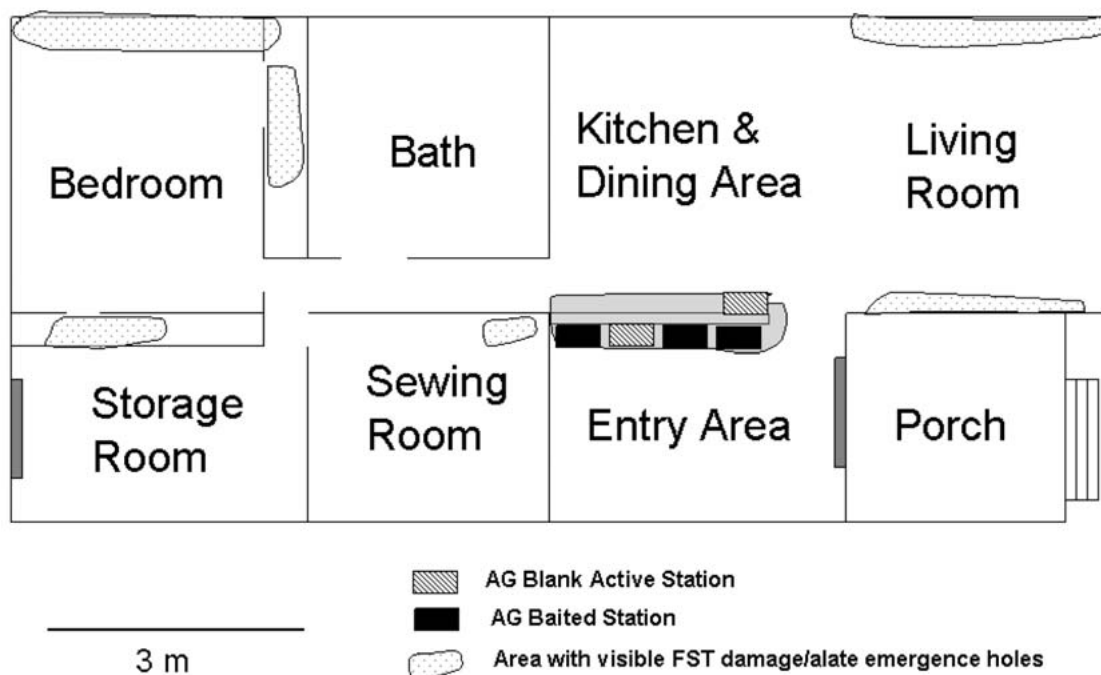 Bedroom
Bath
Kitchen &
Dining Area
Living
Room
Storage
Room
Sewing
Room
Entry Area
Porch
3 m
AG Blank Active Station
AG Baited Station
Area with visible FST damage/alate emergence holes